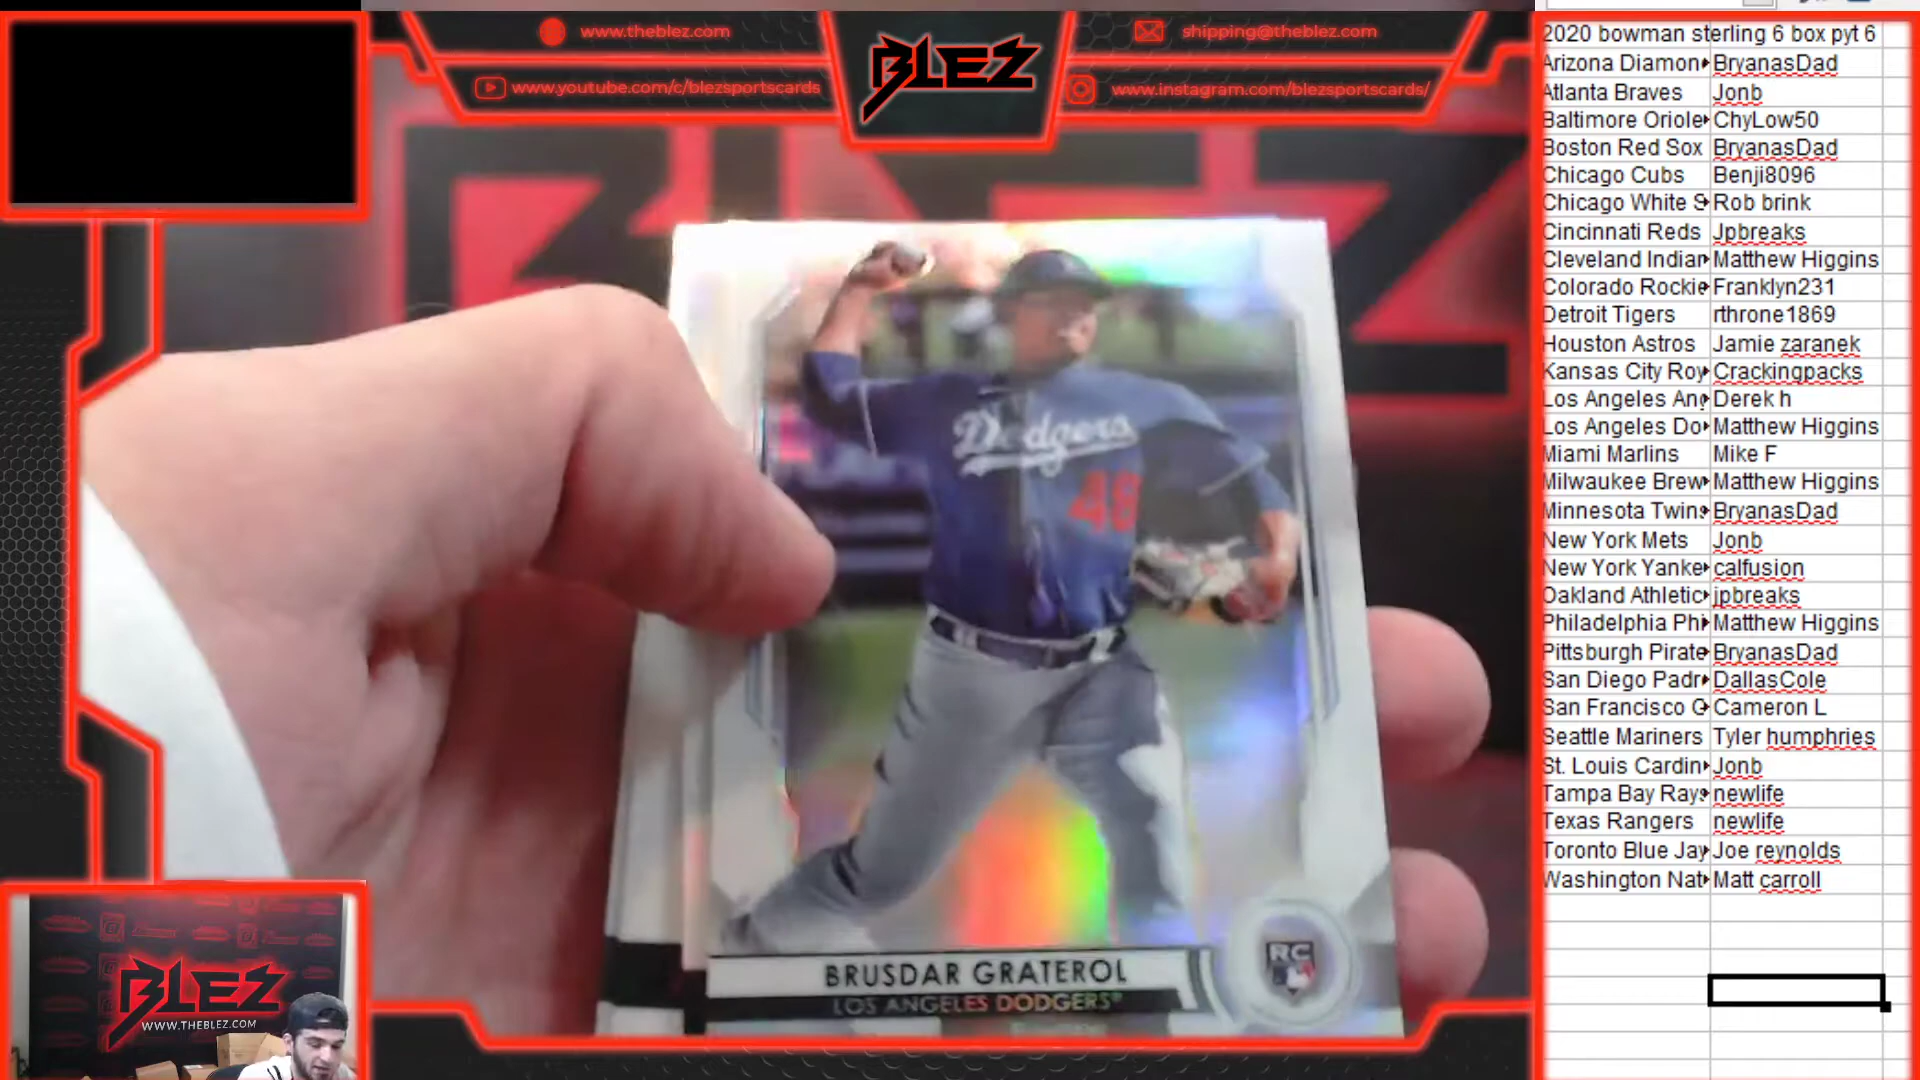 www.theblez.com
www.youtube.com/c/blezsportscards
BLEZ
shipping@theblez.com
www.instagram.com/blezsportscards/
Dodgers
48
BRUSDAR GRATEROL
LOS ANGELES DODGERS
RC
BLEZ
WWW.THEBLEZ.COM
2020 bowman sterling 6 box pyt 6
Arizona Diamon BryanasDad
Atlanta Braves Jonb
Baltimore Oriole ChyLow50
Boston Red Sox BryanasDad
Chicago Cubs Benji8096
Chicago White S Rob brink
Cincinnati Reds Jpbreaks
Cleveland Indian Matthew Higgins
Colorado Rockie Franklyn231
Detroit Tigers rthrone1869
Houston Astros Jamie zaranek
Kansas City Roy Crackingpacks
Los Angeles Ang Derek h
Los Angeles Do Matthew Higgins
Miami Marlins Mike F
Milwaukee Brew Matthew Higgins
Minnesota Twins BryanasDad
New York Mets Jonb
New York Yanke calfusion
Oakland Athletic jpbreaks
Philadelphia Phi Matthew Higgins
Pittsburgh Pirate BryanasDad
San Diego Padr DallasCole
San Francisco G Cameron L
Seattle Mariners Tyler humphries
St. Louis Cardin Jonb
Tampa Bay Rays newlife
Texas Rangers newlife
Toronto Blue Jay Joe reynolds
Washington Nat Matt carroll